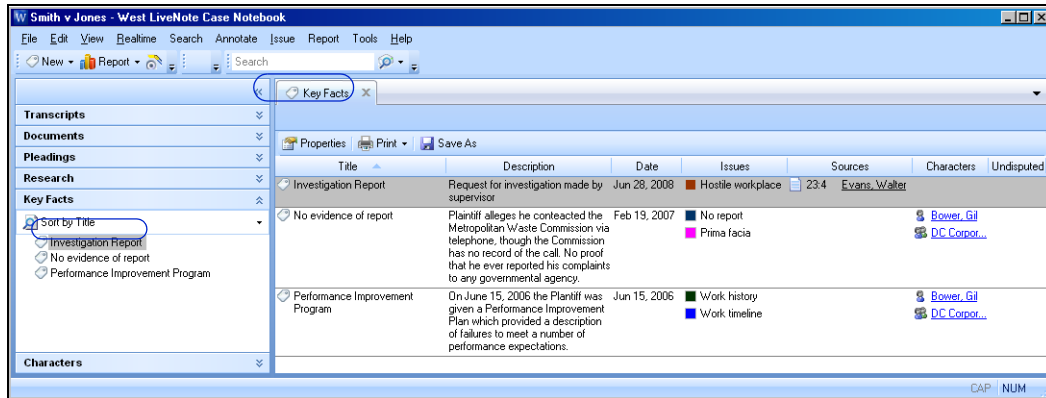 Smith v Jones - West LiveNote Case Notebook
File Edit View Realtime Search Annotate Issue Report Tools Help
New Report Search
Key Facts
Transcripts
Documents
Pleadings
Research
Key Facts
Sort by Title
Investigation Report
No evidence of report
Performance Improvement Program
Characters
Properties Print Save As
Title Description Date Issues Sources Characters Undisputed
Investigation Report Request for investigation made by Jun 28, 2008 Hostile workplace 23:4 Evans, Walter
supervisor
No evidence of report Plaintiff alleges he conteacted the Feb 19, 2007 No report Bower, Gil
Metropolitan Waste Commission via Prima facia DC Corpor...
telephone, though the Commission
has no record of the call. No proof
that he ever reported his complaints
to any governmental agency.
Performance Improvement On June 15, 2006 the Plantiff was Jun 15, 2006 Work history Bower, Gil
Program given a Performance Improvement Work timeline DC Corpor...
Plan which provided a description
of failures to meet a number of
performance expectations.
CAP NUM